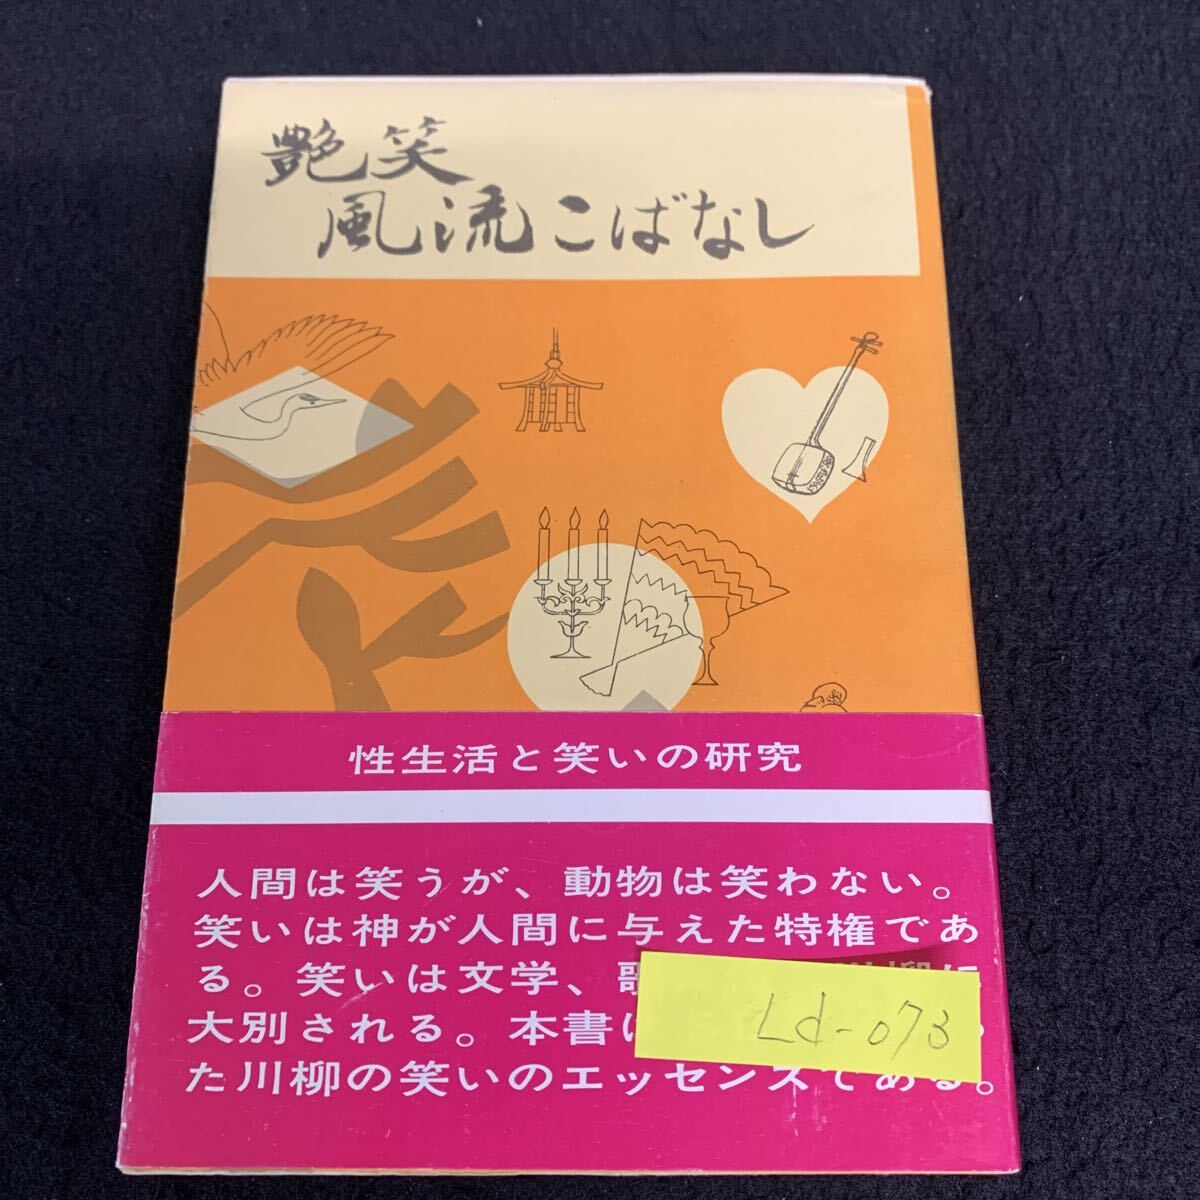 艶笑
風流こばなし
性生活と笑いの研究
人間は笑うが、動物は笑わない。
笑いは神が人間に与えた特権であ
る。笑いは文学、歌
大別される。本書は
た川柳の笑いのエッセンスである。
Ld-073